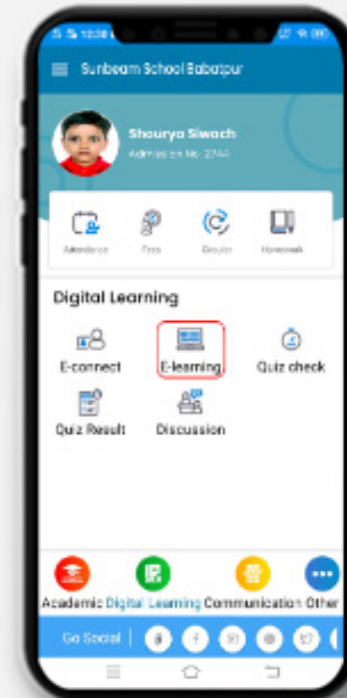 Sunbeam School Babatpur
Shourya Siwach
Admission No. 2744
Attendance Fees Circular Homework
Digital Learning
E-connect E-learning Quiz check
Quiz Result Discussion
Academic Digital Learning Communication Other
Go Social